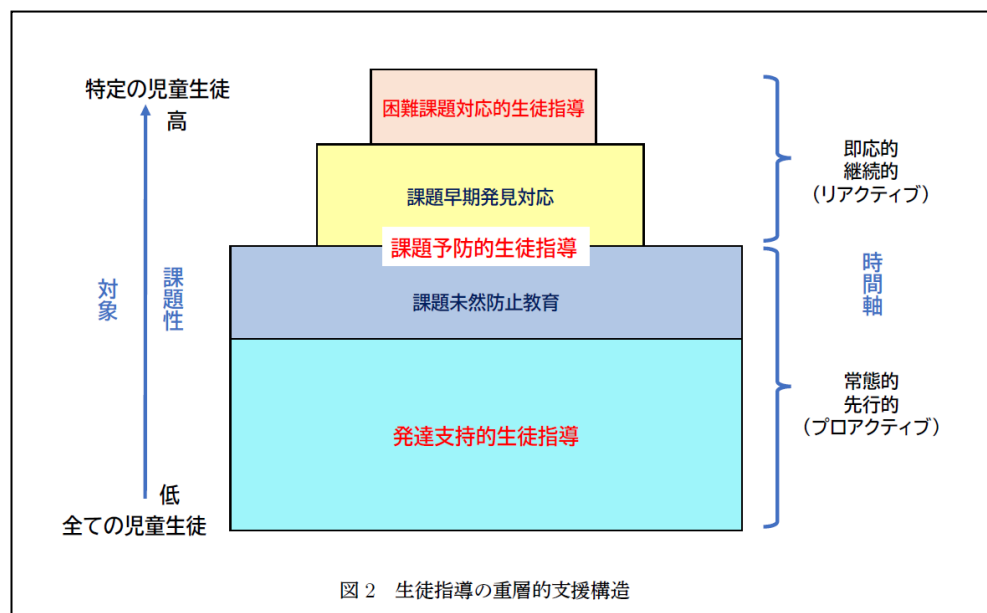 特定の児童生徒
高
困難課題対応的生徒指導
課題早期発見対応
課題予防的生徒指導
課題未然防止教育
発達支持的生徒指導
対象
課題性
低
全ての児童生徒
即応的
継続的
(リアクティブ)
時間軸
常態的
先行的
(プロアクティブ)
図2 生徒指導の重層的支援構造